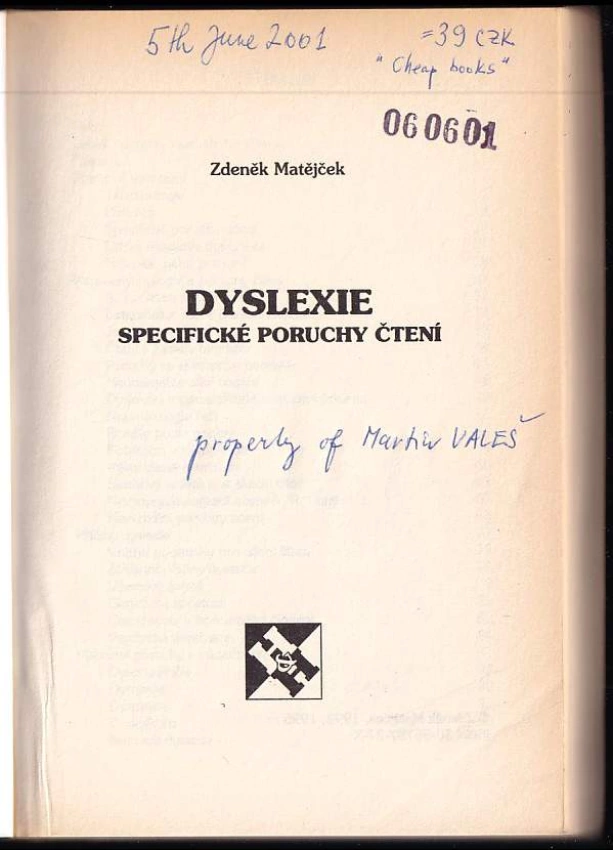 5th June 2001
=39 CZK
"Cheap books"
060601
Zdeněk Matějček
DYSLEXIE
SPECIFICKÉ PORUCHY ČTENÍ
property of Martin VALEŠ
H&H